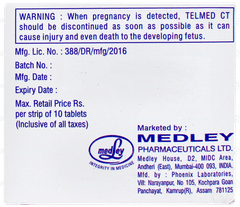 WARNING : When pregnancy is detected, TELMED CT
should be discontinued as soon as possible as it can
cause injury and even death to the developing fetus.
Mfg. Lic. No. : 388/DR/mfg/2016
Batch No. :
Mfg. Date :
Expiry Date :
Max. Retail Price Rs.
per strip of 10 tablets
(Inclusive of all taxes)
medley
INTEGRITY IN MEDICINE
Marketed by :
MEDLEY
PHARMACEUTICALS LTD.
Medley House, D2, MIDC Area,
Andheri (East), Mumbai-400 093, INDIA.
Mfg. by : Phoenix Laboratories,
Vill: Narayanpur, No 105, Kochpara Goan
Panchayat, Kamrup(R), Assam 781125